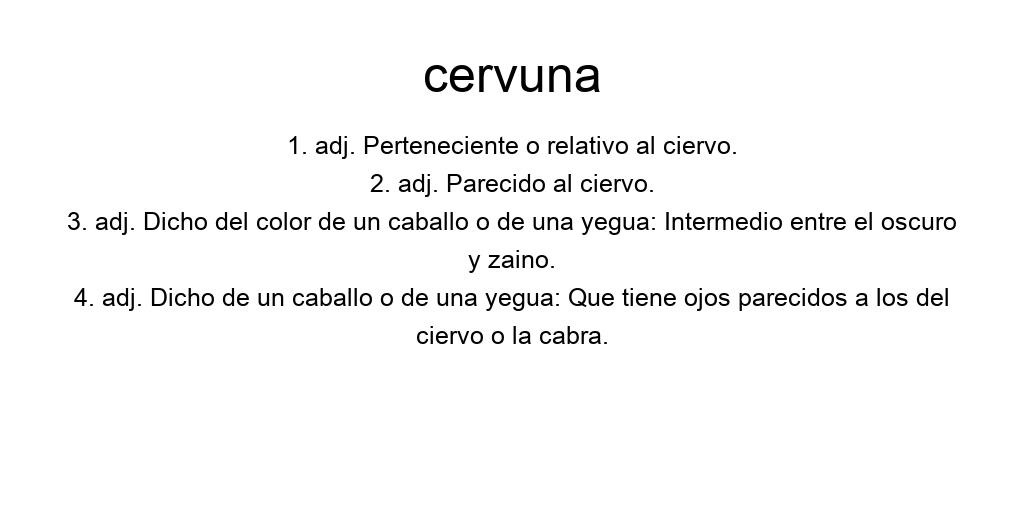 cervuna
1. adj. Perteneciente o relativo al ciervo.
2. adj. Parecido al ciervo.
3. adj. Dicho del color de un caballo o de una yegua: Intermedio entre el oscuro
y zaino.
4. adj. Dicho de un caballo o de una yegua: Que tiene ojos parecidos a los del
ciervo o la cabra.